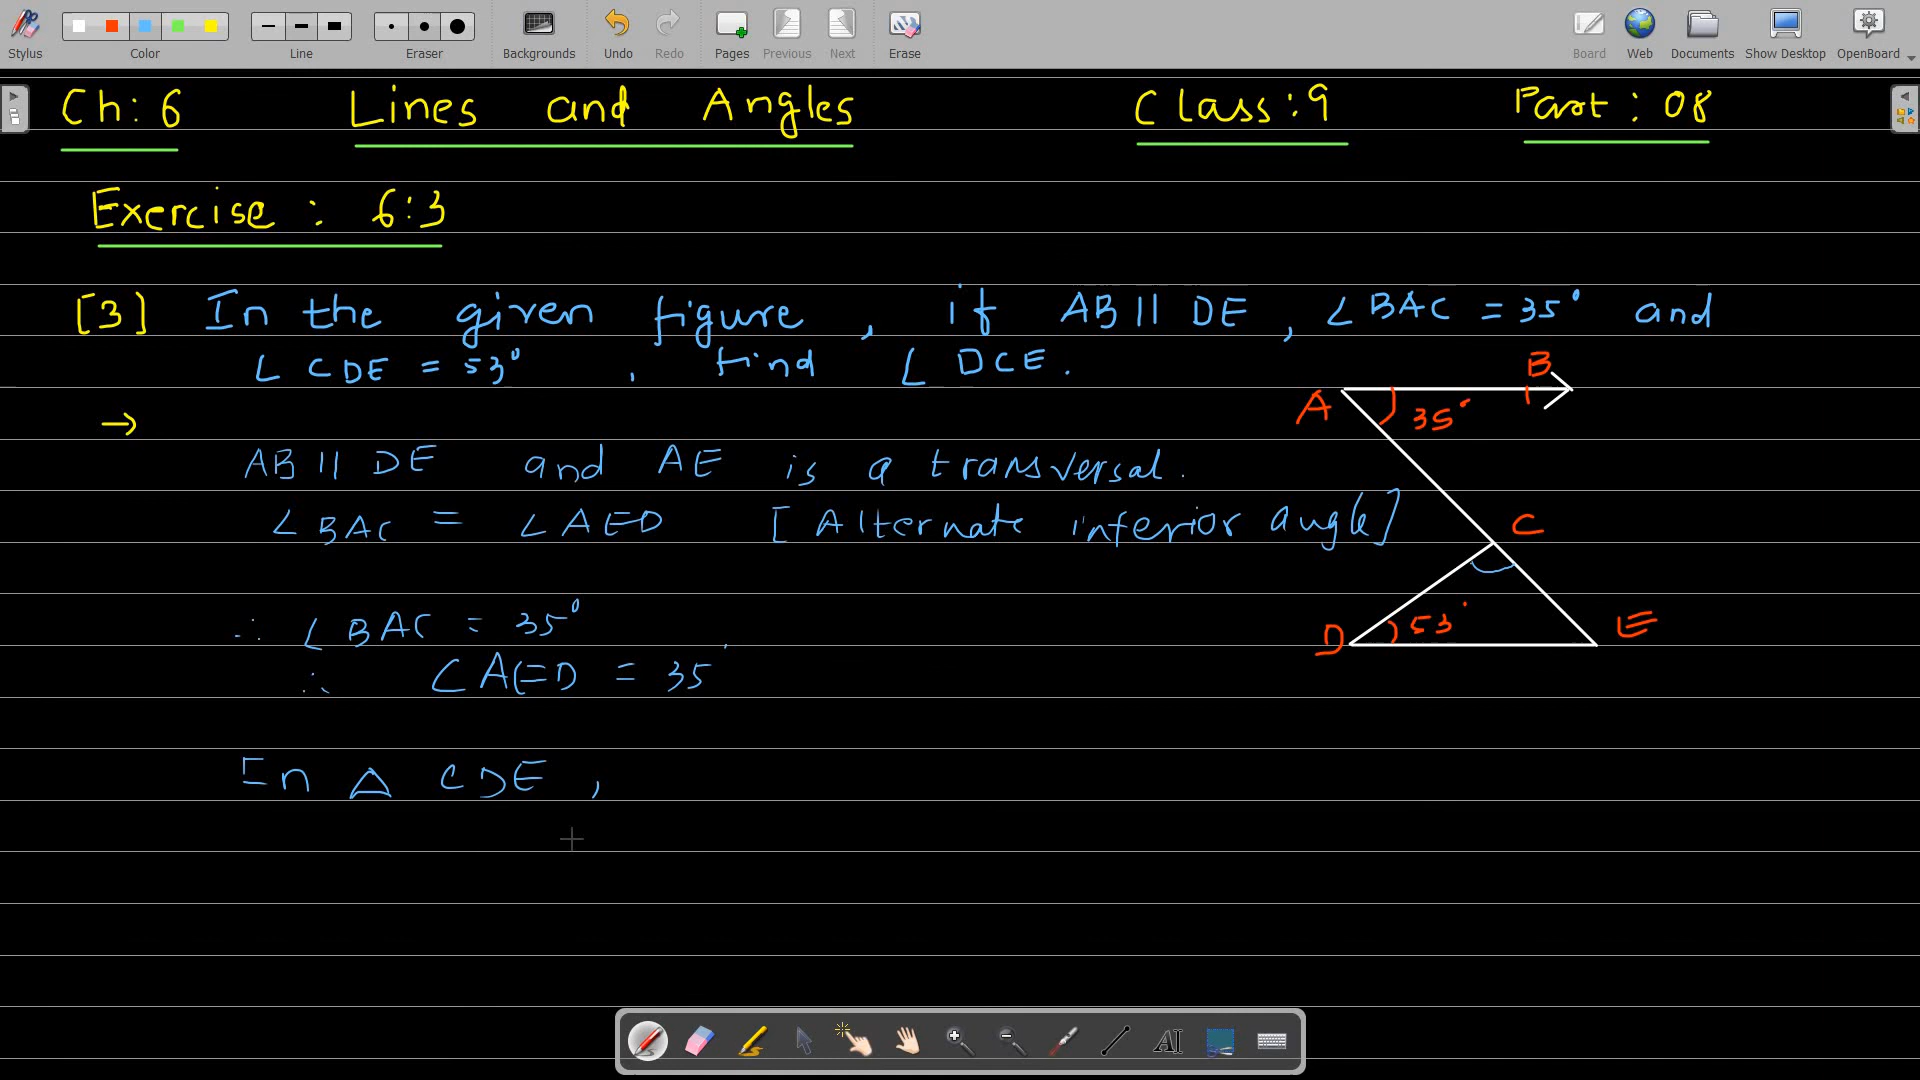 Stylus Color Line Eraser Backgrounds Undo Redo Pages Previous Next Erase Board Web Documents Show Desktop OpenBoard
Ch: 6 Lines and Angles Class: 9 Part: 08
Exercise : 6:3
[3] In the given figure, if AB || DE, ∠BAC = 35° and
∠CDE = 53°, find ∠DCE.
→
AB || DE and AE is a transversal.
∠BAC = ∠AED [Alternate interior angle]
∴ ∠BAC = 35°
∴ ∠AED = 35°
In △ CDE,
A
B
35°
C
D
53°
E
AI